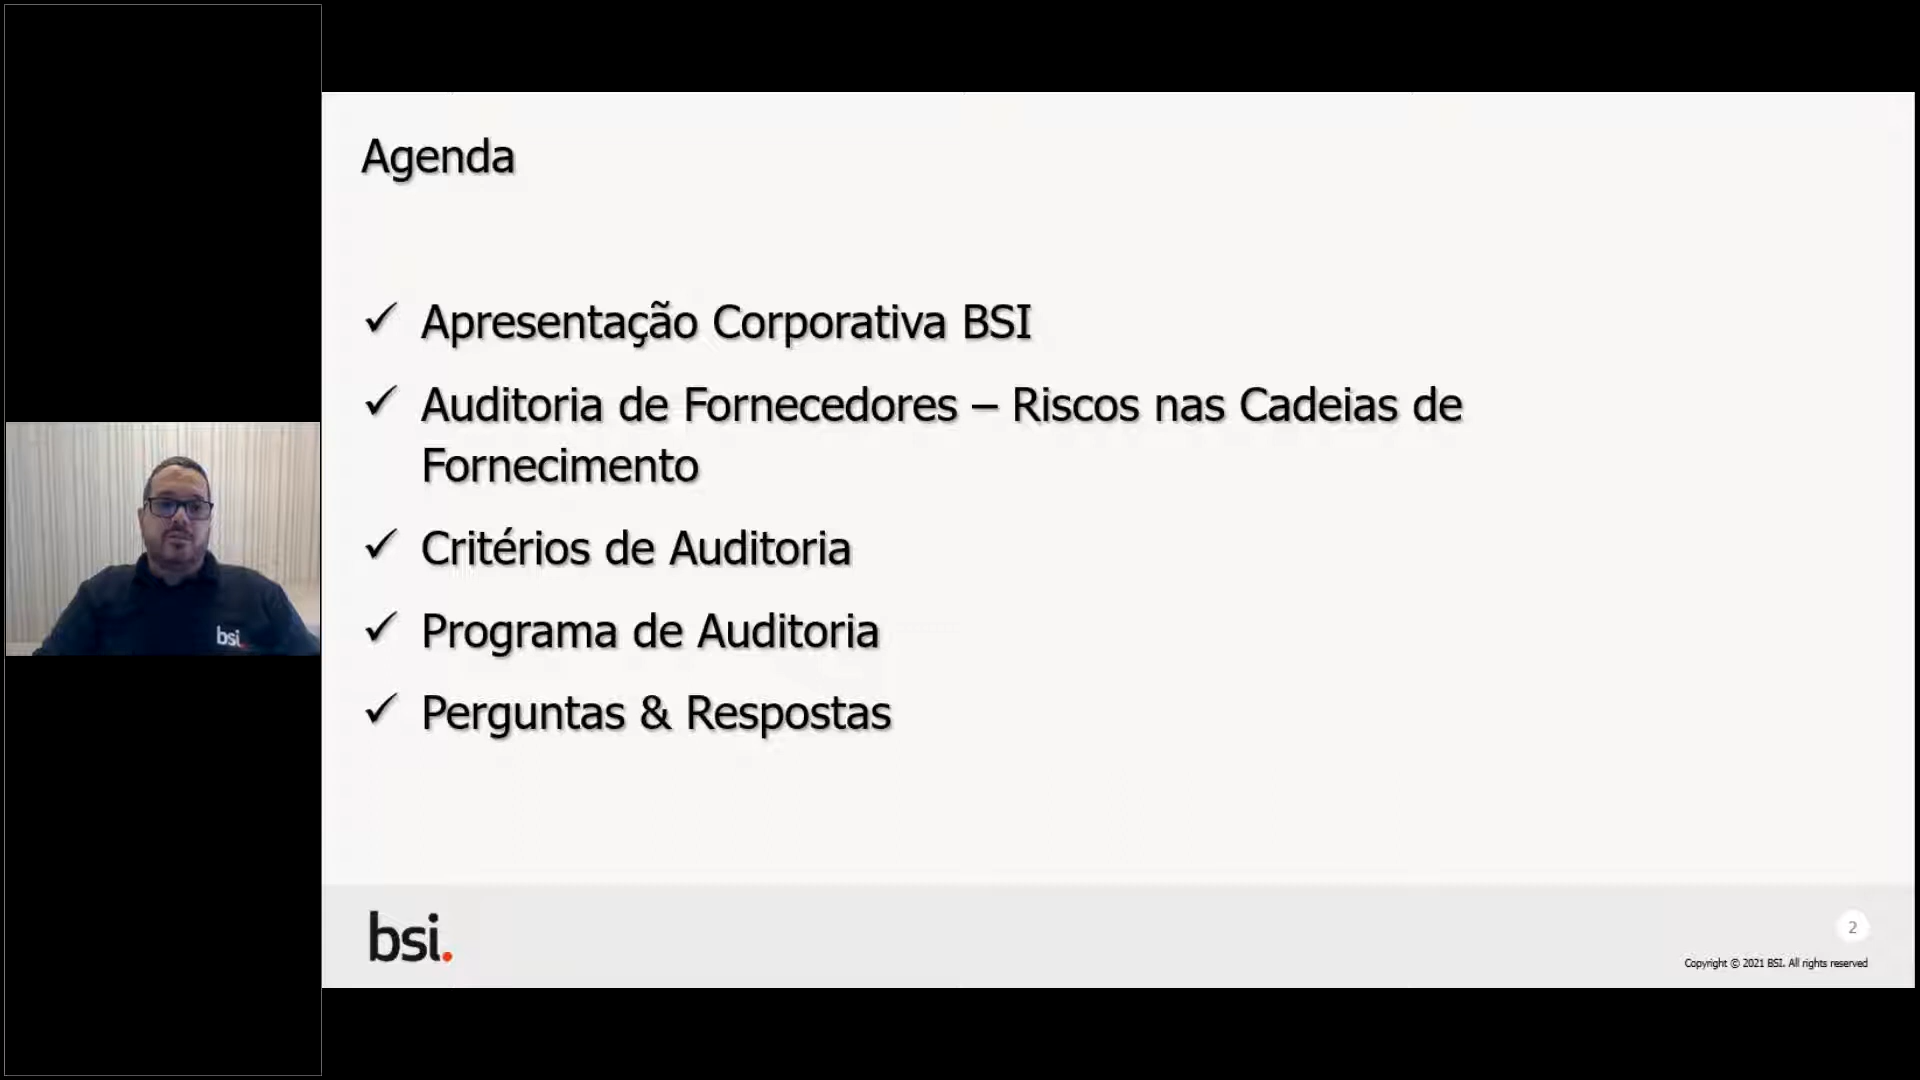 Agenda
✓ Apresentação Corporativa BSI
✓ Auditoria de Fornecedores – Riscos nas Cadeias de
Fornecimento
✓ Critérios de Auditoria
✓ Programa de Auditoria
✓ Perguntas & Respostas
bsi.
bsi.
2
Copyright © 2021 BSI. All rights reserved